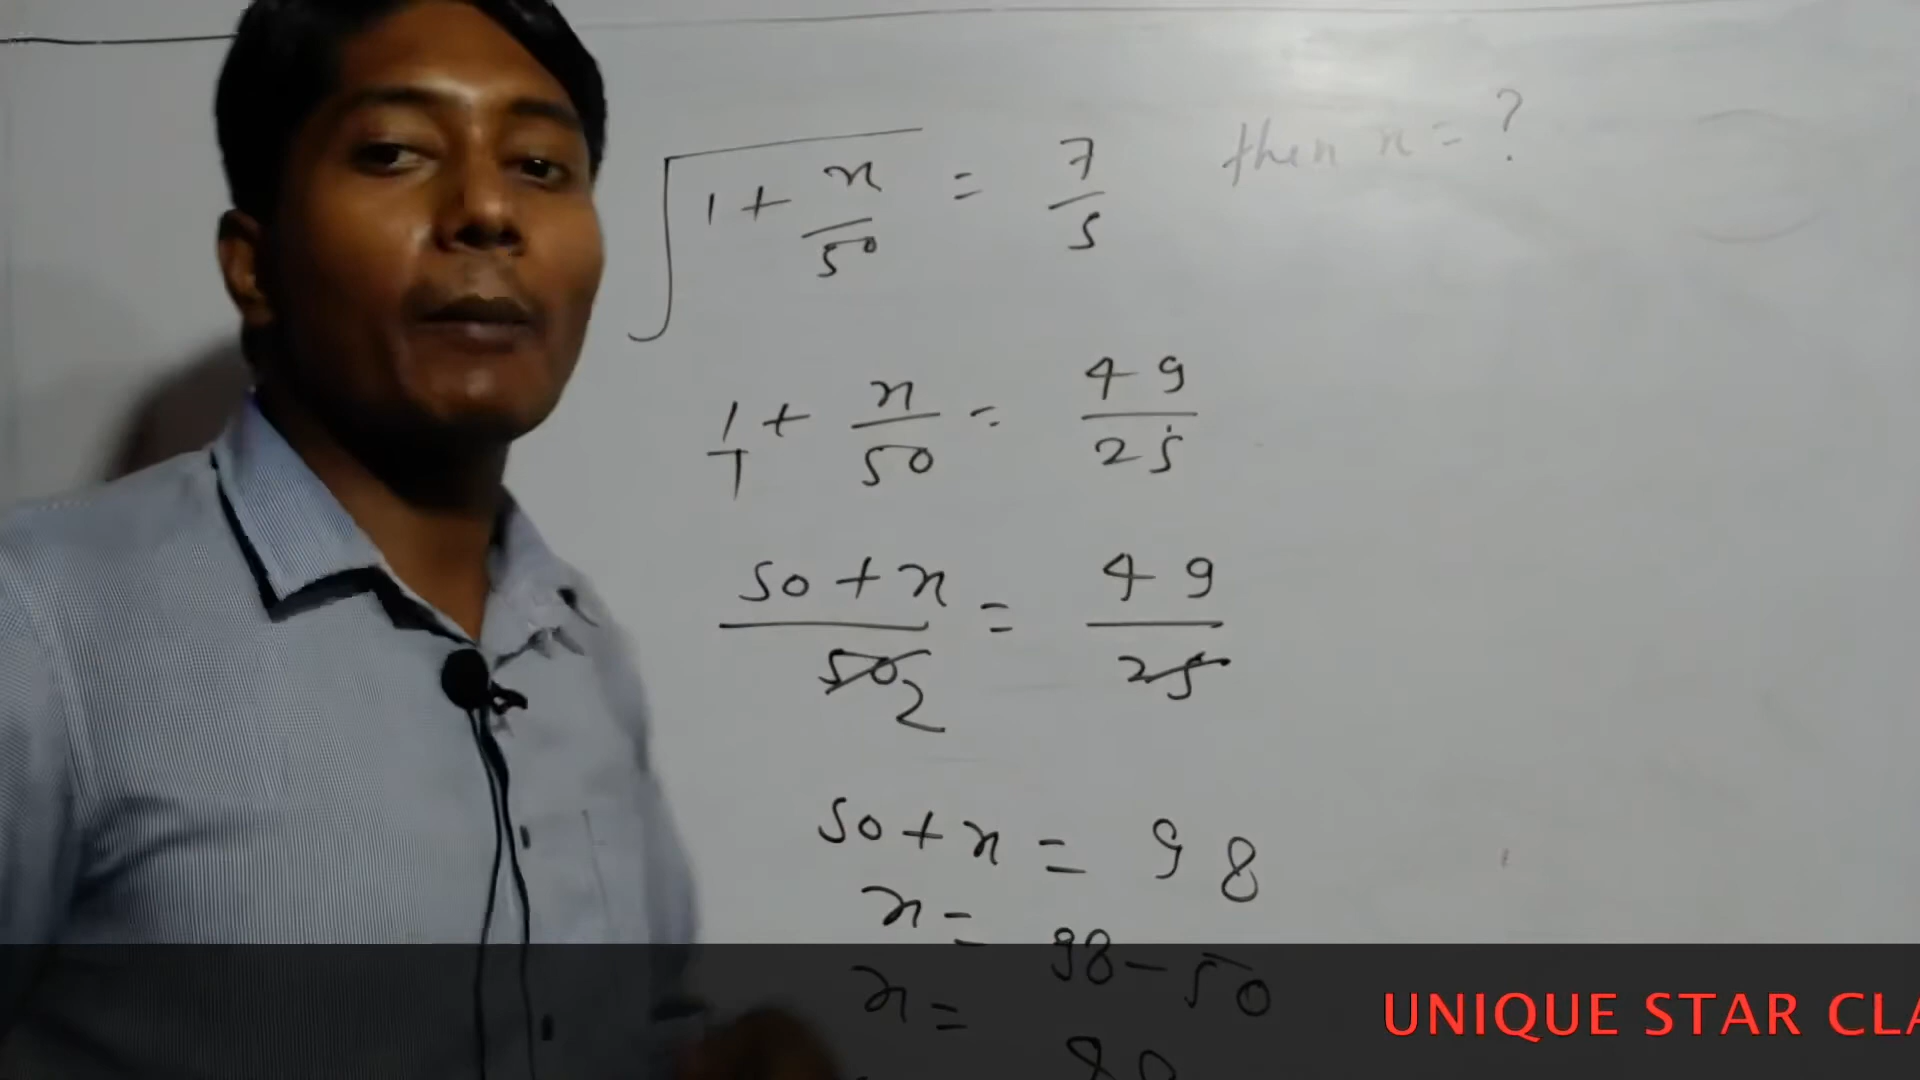 √(1 + x/50) = 7/5 then x = ?
1/1 + x/50 = 49/25
50 + x/50 2 = 49/25
50 + x = 98
x = 98 - 50
x =
UNIQUE STAR CLA